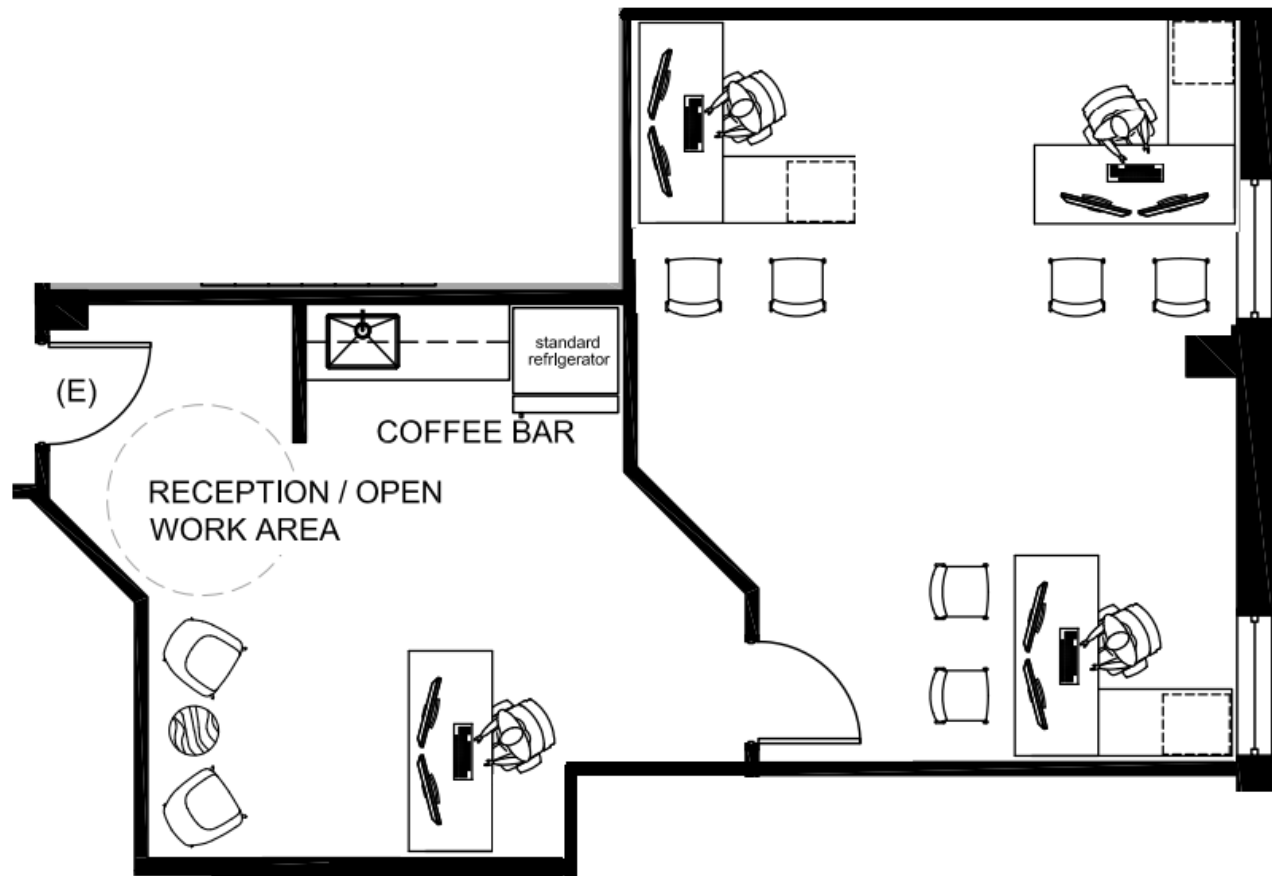 standard
refrigerator
(E)
COFFEE BAR
RECEPTION / OPEN
WORK AREA